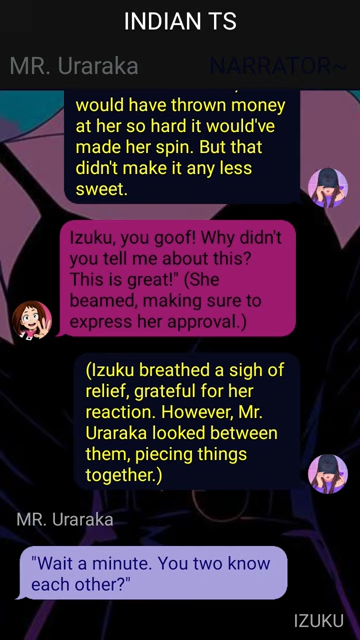 INDIAN TS
MR. Uraraka
NARRATOR~
would have thrown money
at her so hard it would've
made her spin. But that
didn't make it any less
sweet.
Izuku, you goof! Why didn't
you tell me about this?
This is great!" (She
beamed, making sure to
express her approval.)
(Izuku breathed a sigh of
relief, grateful for her
reaction. However, Mr.
Uraraka looked between
them, piecing things
together.)
MR. Uraraka
"Wait a minute. You two know
each other?"
IZUKU